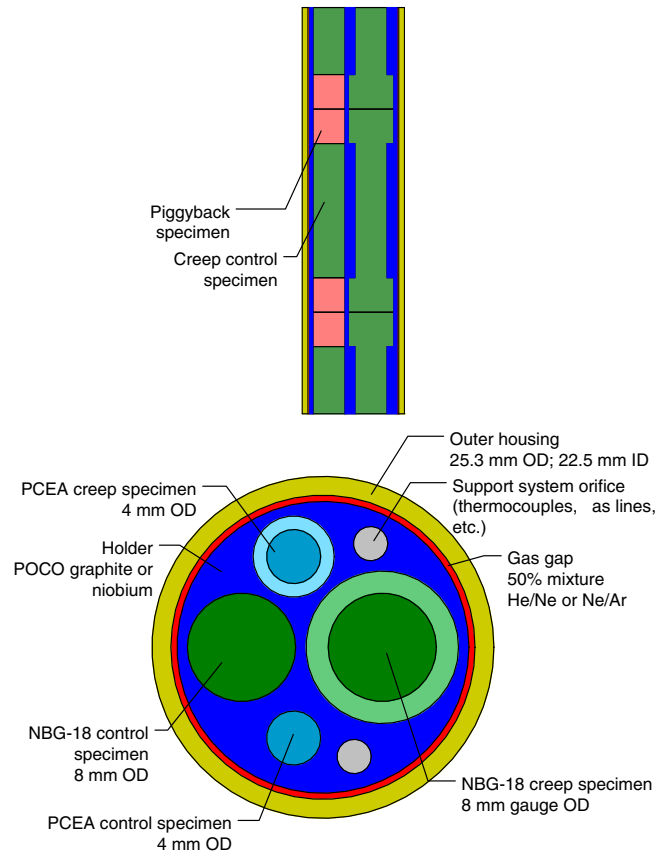 Piggyback
specimen
Creep control
specimen
Outer housing
25.3 mm OD; 22.5 mm ID
PCEA creep specimen
4 mm OD
Support system orifice
(thermocouples, as lines,
etc.)
Holder
POCO graphite or
niobium
Gas gap
50% mixture
He/Ne or Ne/Ar
NBG-18 control
specimen
8 mm OD
NBG-18 creep specimen
8 mm gauge OD
PCEA control specimen
4 mm OD